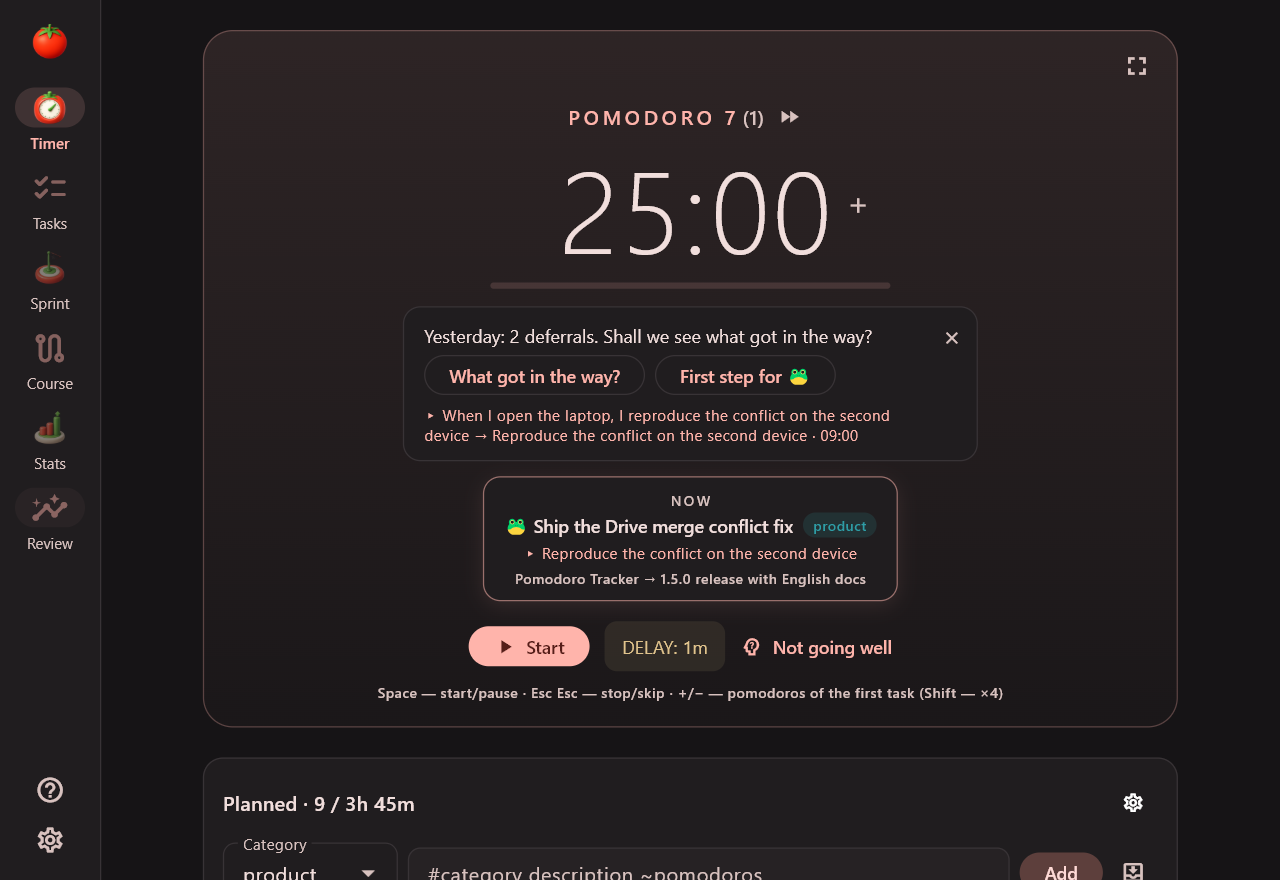 Timer
Tasks
Sprint
Course
Stats
Review
POMODORO 7 (1)
25:00 +
Yesterday: 2 deferrals. Shall we see what got in the way?
What got in the way?
First step for 🐸
‣ When I open the laptop, I reproduce the conflict on the second
device → Reproduce the conflict on the second device · 09:00
NOW
🐸 Ship the Drive merge conflict fix product
‣ Reproduce the conflict on the second device
Pomodoro Tracker → 1.5.0 release with English docs
Start
DELAY: 1m
Not going well
Space — start/pause · Esc Esc — stop/skip · +/− — pomodoros of the first task (Shift — ×4)
Planned · 9 / 3h 45m
Category
product
#category description ~pomodoros
Add